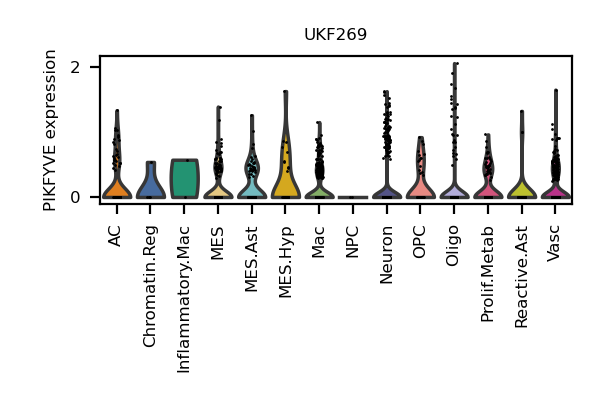 UKF269
PIKFYVE expression
2
0
AC
Chromatin.Reg
Inflammatory.Mac
MES
MES.Ast
MES.Hyp
Mac
NPC
Neuron
OPC
Oligo
Prolif.Metab
Reactive.Ast
Vasc